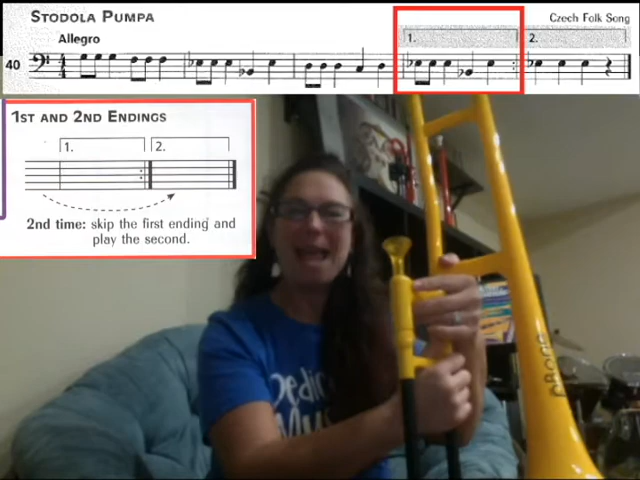 STODOLA PUMPA
Czech Folk Song
Allegro
1.
2.
40
1ST AND 2ND ENDINGS
1.
2.
2nd time: skip the first ending and
play the second.
pBone